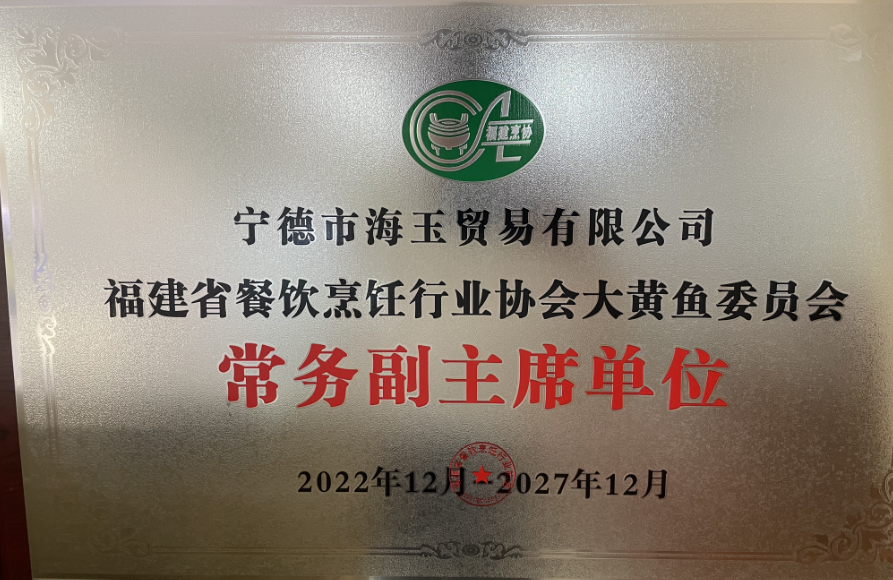 福建烹协
宁德市海玉贸易有限公司
福建省餐饮烹饪行业协会大黄鱼委员会
常务副主席单位
2022年12月-2027年12月